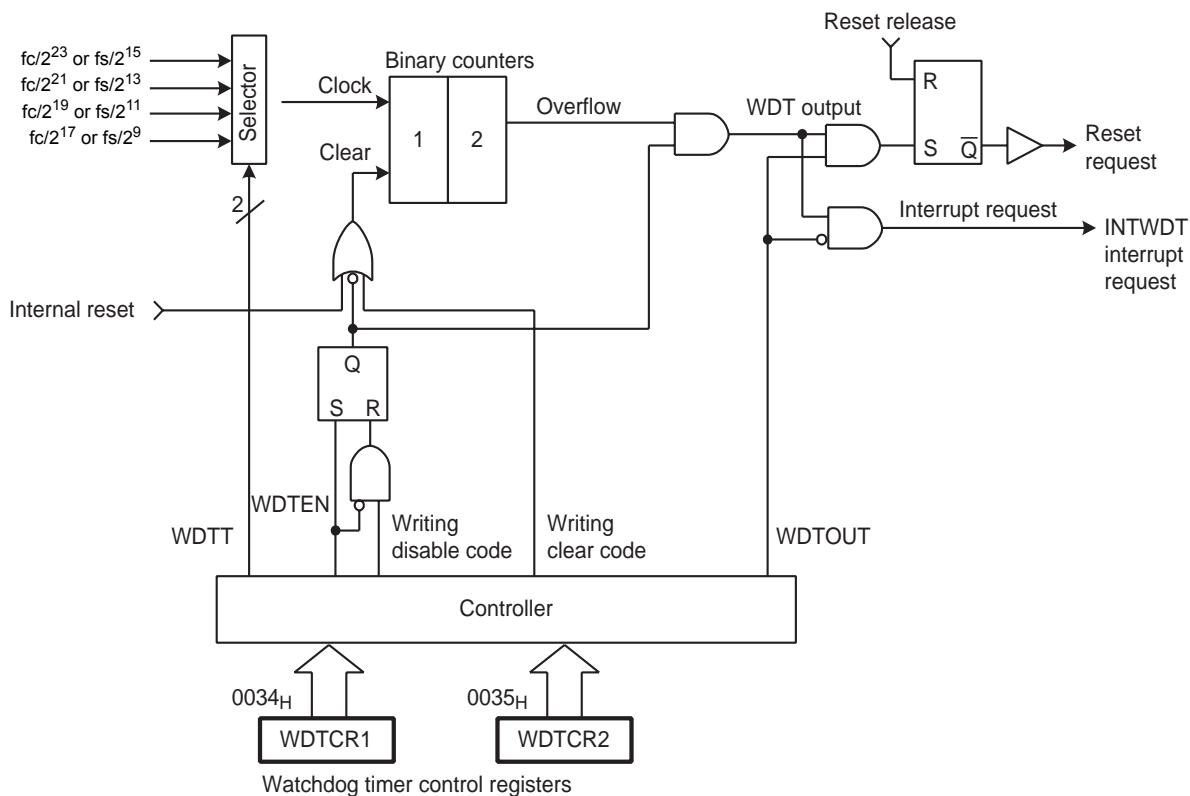 Reset release
fc/2^23 or fs/2^15
fc/2^21 or fs/2^13
fc/2^19 or fs/2^11
fc/2^17 or fs/2^9
Selector
Binary counters
Clock
1
2
Overflow
WDT output
R
S
Q̅
Reset
request
Clear
2
Interrupt request
INTWDT
interrupt
request
Internal reset
Q
S
R
WDTEN
WDTT
Writing
disable code
Writing
clear code
WDTOUT
Controller
0034H
0035H
WDTCR1
WDTCR2
Watchdog timer control registers